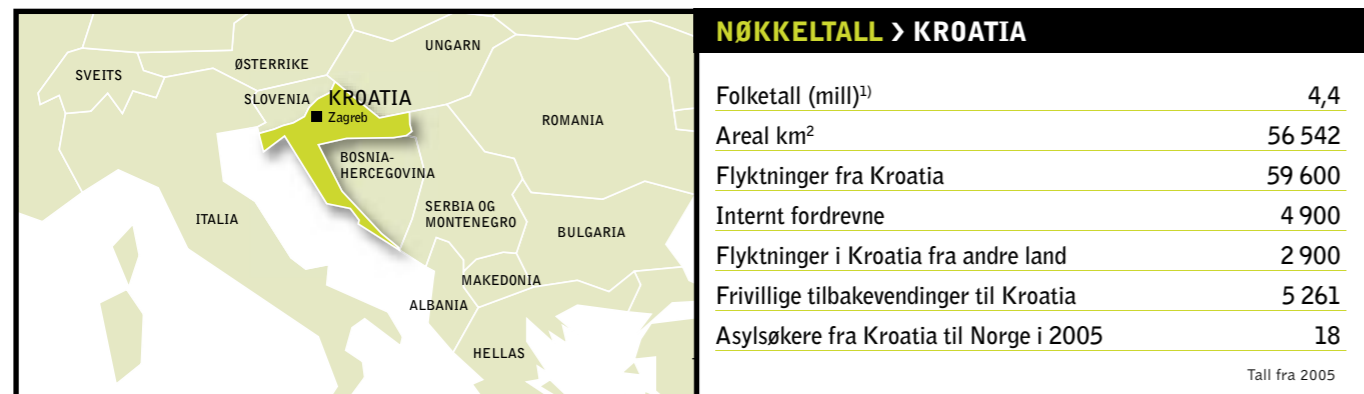 UNGARN
ØSTERRIKE
SVEITS
SLOVENIA
KROATIA
Zagreb
ROMANIA
BOSNIA-
HERCEGOVINA
ITALIA
SERBIA OG
MONTENEGRO
BULGARIA
MAKEDONIA
ALBANIA
HELLAS
NØKKELTALL › KROATIA
Folketall (mill)1) 4,4
Areal km² 56 542
Flyktninger fra Kroatia 59 600
Internt fordrevne 4 900
Flyktninger i Kroatia fra andre land 2 900
Frivillige tilbakevendinger til Kroatia 5 261
Asylsøkere fra Kroatia til Norge i 2005 18
Tall fra 2005